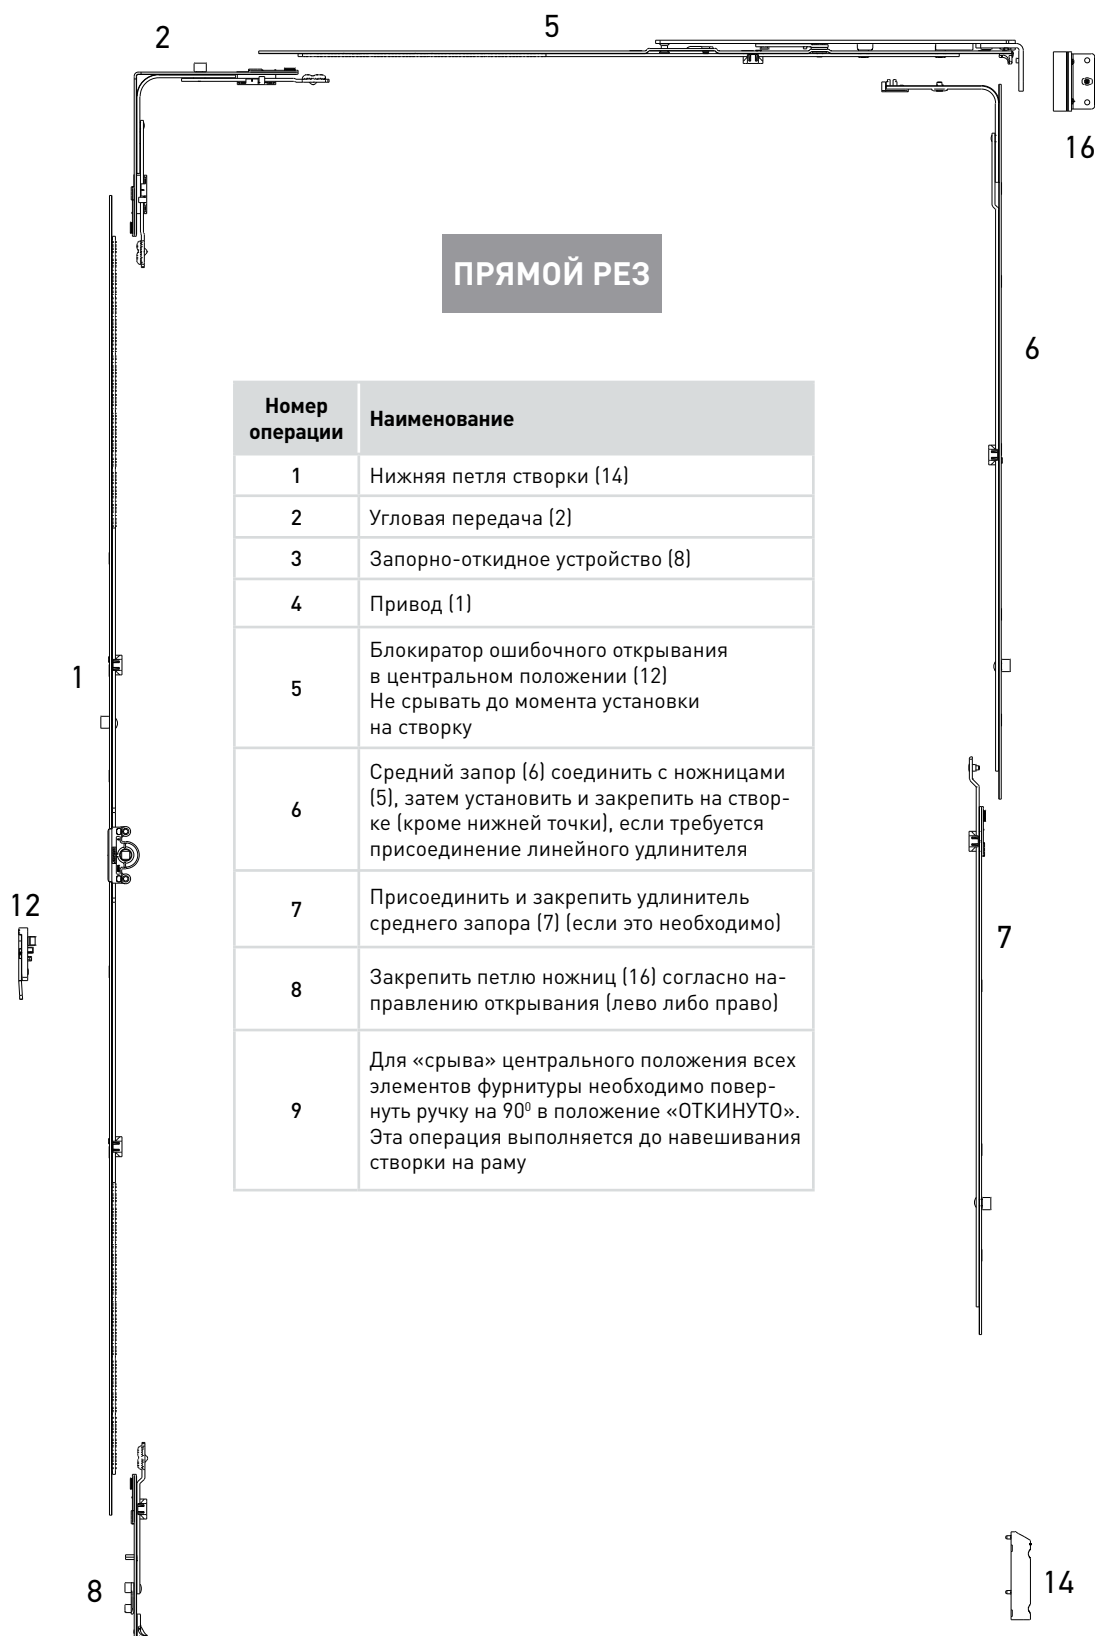 2
5
16
ПРЯМОЙ РЕЗ
6
Номер
операции
Наименование
1
Нижняя петля створки (14)
2
Угловая передача (2)
3
Запорно-откидное устройство (8)
4
Привод (1)
5
Блокиратор ошибочного открывания
в центральном положении (12)
Не срывать до момента установки
на створку
6
Средний запор (6) соединить с ножницами
(5), затем установить и закрепить на ство­р-
ке (кроме нижней точки), если требуется
присоединение линейного удлинителя
7
Присоединить и закрепить удлинитель
среднего запора (7) (если это необходимо)
8
Закрепить петлю ножниц (16) согласно на-
правлению открывания (лево либо право)
9
Для «срыва» центрального положения всех
элементов фурнитуры необходимо повер-
нуть ручку на 90⁰ в положение «ОТКИНУТО».
Эта операция выполняется до навешивания
створки на раму
1
12
7
8
14